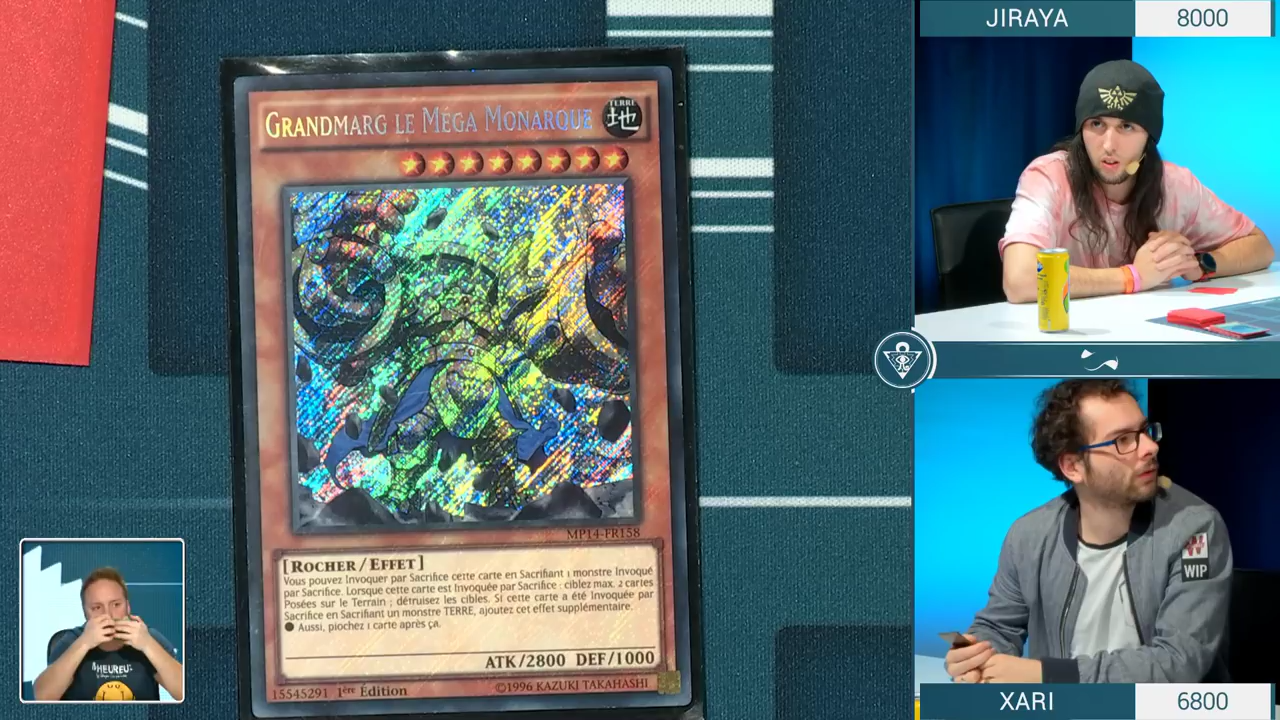 JIRAYA 8000
GRANDMARG LE MÉGA MONARQUE
TERRE
地
MP14-FR158
[ROCHER/EFFET]
Vous pouvez Invoquer par Sacrifice cette carte en Sacrifiant 1 monstre Invoqué
par Sacrifice. Lorsque cette carte est Invoquée par Sacrifice : ciblez max. 2 cartes
Posées sur le Terrain ; détruisez les cibles. Si cette carte a été Invoquée par
Sacrifice en Sacrifiant un monstre TERRE, ajoutez cet effet supplémentaire.
● Aussi, piochez 1 carte après ça.
ATK/2800 DEF/1000
15545291 1ère Édition ©1996 KAZUKI TAKAHASHI
WIP
XARI 6800